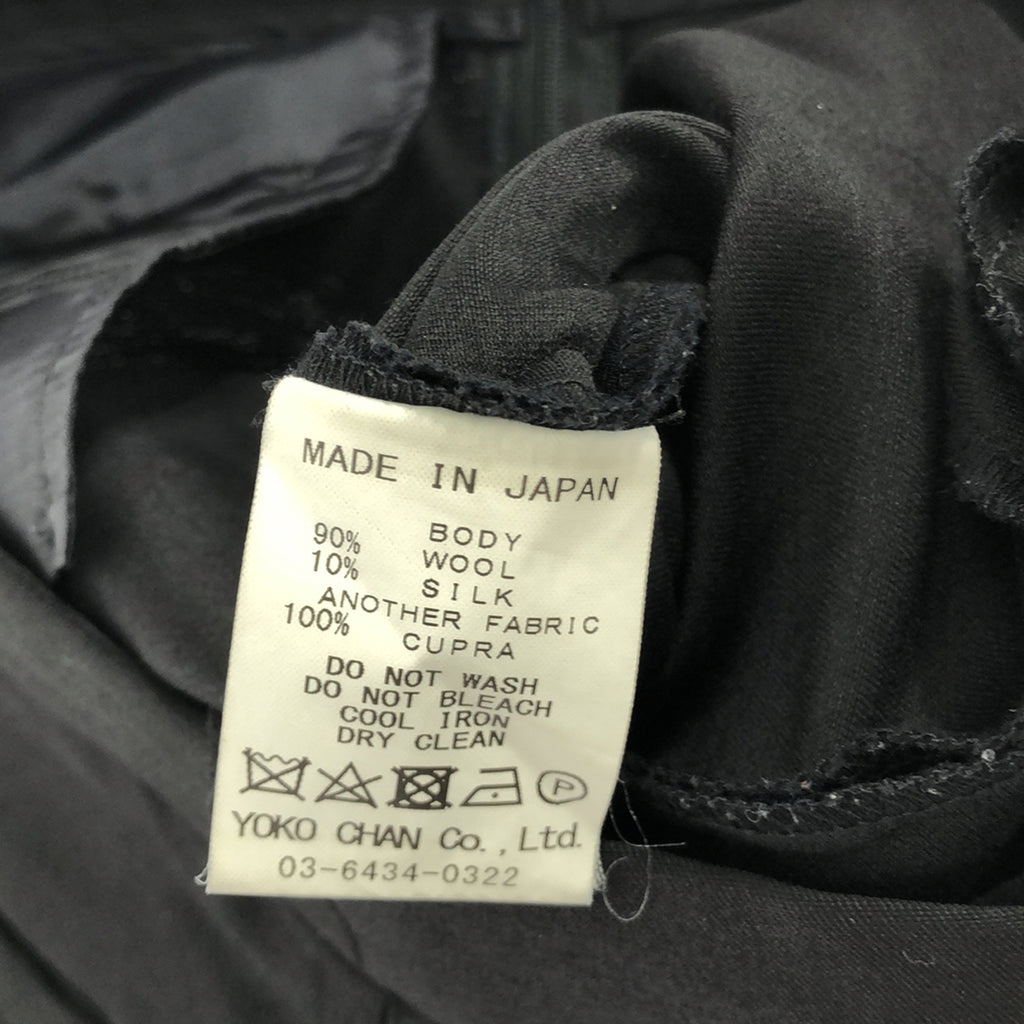 MADE IN JAPAN
BODY
90% WOOL
10% SILK
ANOTHER FABRIC
100% CUPRA
DO NOT WASH
DO NOT BLEACH
COOL IRON
DRY CLEAN
P
YOKO CHAN Co., Ltd.
03-6434-0322